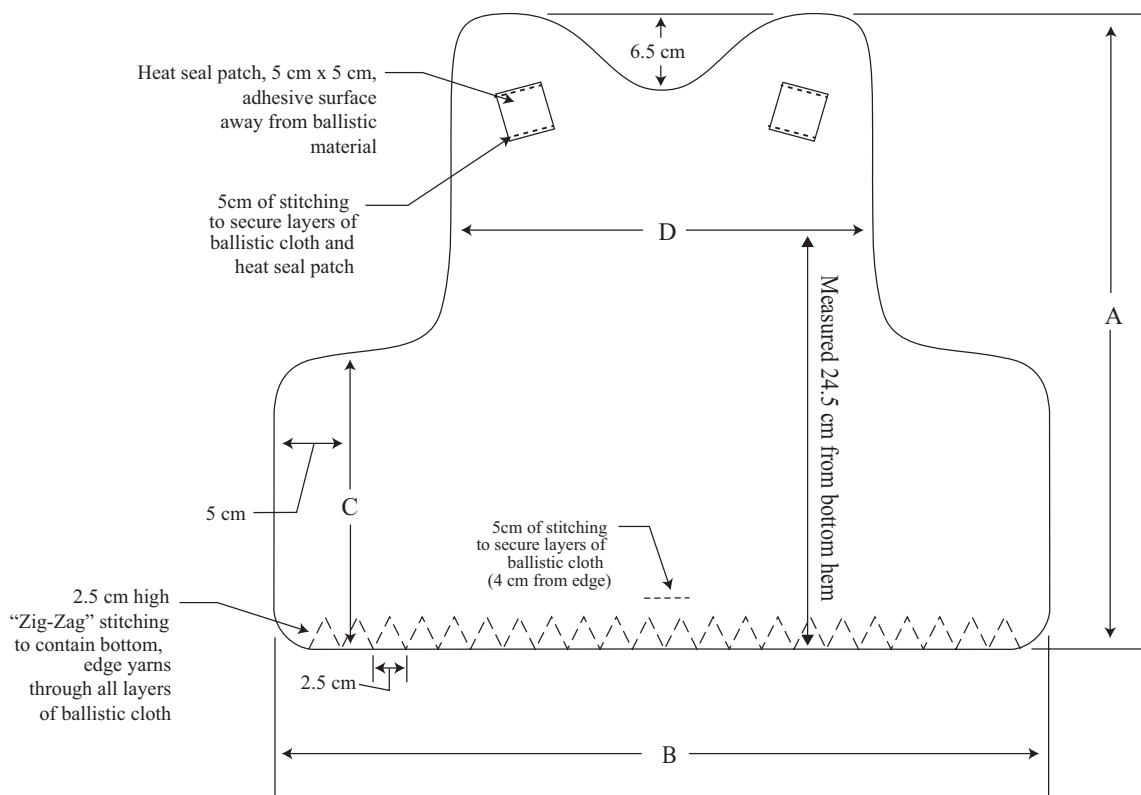 6.5 cm
Heat seal patch, 5 cm x 5 cm,
adhesive surface
away from ballistic
material
5cm of stitching
to secure layers of
ballistic cloth and
heat seal patch
D
A
Measured 24.5 cm from bottom hem
5 cm
C
5cm of stitching
to secure layers of
ballistic cloth
(4 cm from edge)
2.5 cm high
“Zig-Zag” stitching
to contain bottom,
edge yarns
through all layers
of ballistic cloth
2.5 cm
B